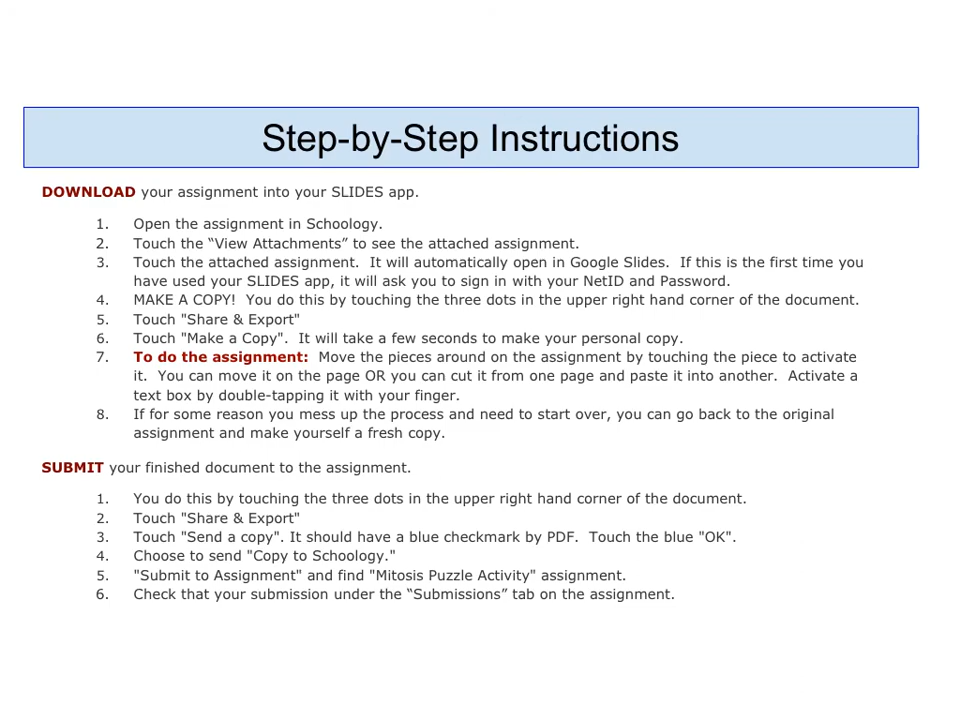 Step-by-Step Instructions
DOWNLOAD your assignment into your SLIDES app.
1. Open the assignment in Schoology.
2. Touch the “View Attachments” to see the attached assignment.
3. Touch the attached assignment.  It will automatically open in Google Slides.  If this is the first time you
have used your SLIDES app, it will ask you to sign in with your NetID and Password.
4. MAKE A COPY!  You do this by touching the three dots in the upper right hand corner of the document.
5. Touch "Share & Export"
6. Touch "Make a Copy".  It will take a few seconds to make your personal copy.
7. To do the assignment:  Move the pieces around on the assignment by touching the piece to activate
it.  You can move it on the page OR you can cut it from one page and paste it into another.  Activate a
text box by double-tapping it with your finger.
8. If for some reason you mess up the process and need to start over, you can go back to the original
assignment and make yourself a fresh copy.
SUBMIT your finished document to the assignment.
1. You do this by touching the three dots in the upper right hand corner of the document.
2. Touch "Share & Export"
3. Touch "Send a copy". It should have a blue checkmark by PDF.  Touch the blue "OK".
4. Choose to send "Copy to Schoology."
5. "Submit to Assignment" and find "Mitosis Puzzle Activity" assignment.
6. Check that your submission under the “Submissions” tab on the assignment.